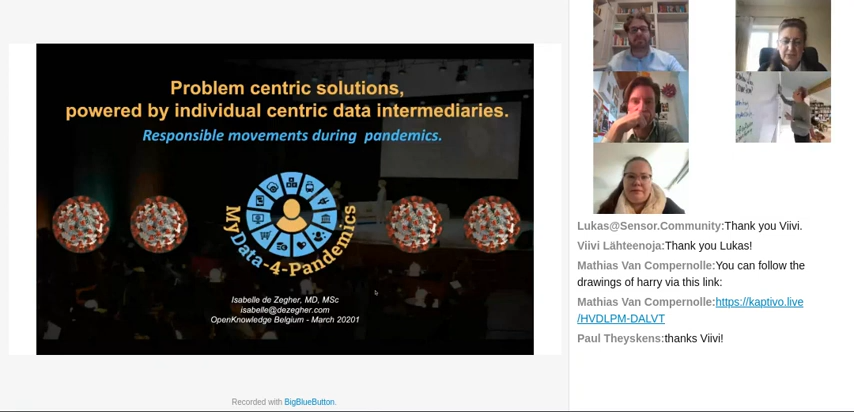 Problem centric solutions,
powered by individual centric data intermediaries.
Responsible movements during pandemics.
MyData-4-Pandemics
Isabelle de Zegher, MD, MSc
isabelle@dezegher.com
OpenKnowledge Belgium - March 20201
Recorded with BigBlueButton.
Lukas@Sensor.Community:Thank you Viivi.
Viivi Lähteenoja:Thank you Lukas!
Mathias Van Compernolle:You can follow the
drawings of harry via this link:
Mathias Van Compernolle:https://kaptivo.live
/HVDLPM-DALVT
Paul Theyskens:thanks Viivi!